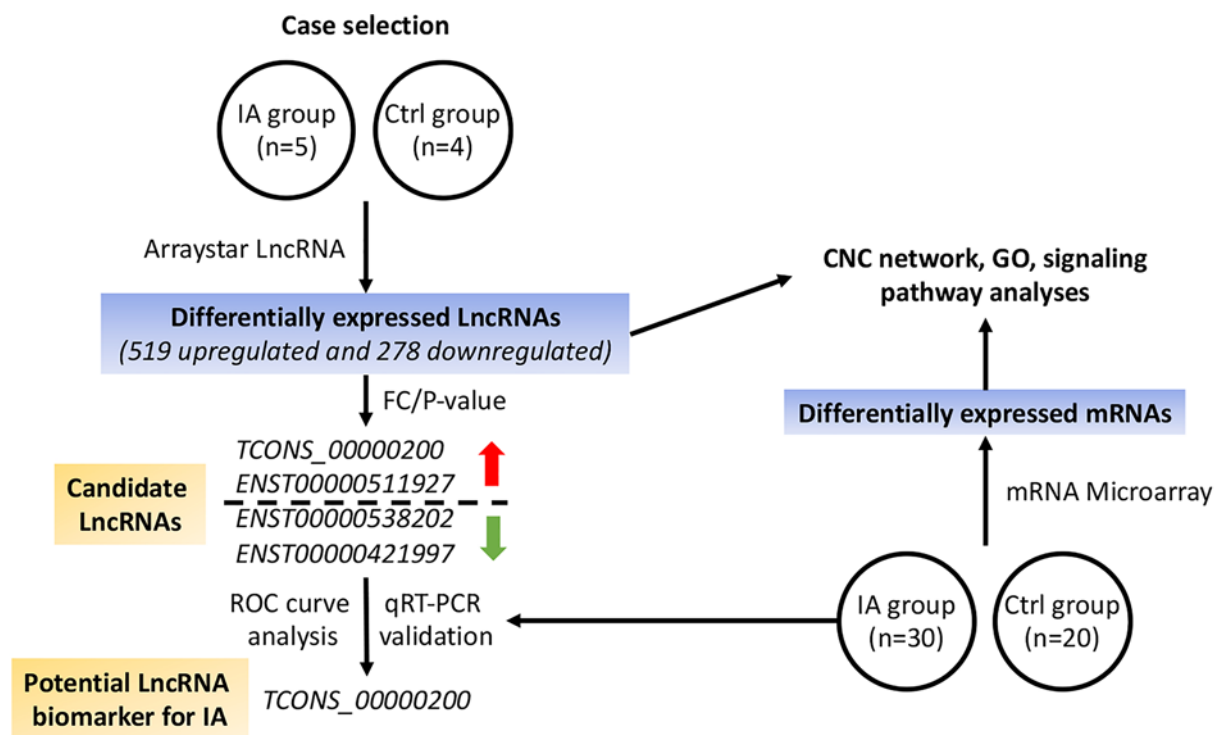 Case selection
IA group
(n=5)
Ctrl group
(n=4)
Arraystar LncRNA
Differentially expressed LncRNAs
(519 upregulated and 278 downregulated)
FC/P-value
TCONS_00000200
ENST00000511927
ENST00000538202
ENST00000421997
Candidate
LncRNAs
ROC curve
analysis
qRT-PCR
validation
Potential LncRNA
biomarker for IA
TCONS_00000200
CNC network, GO, signaling
pathway analyses
Differentially expressed mRNAs
mRNA Microarray
IA group
(n=30)
Ctrl group
(n=20)